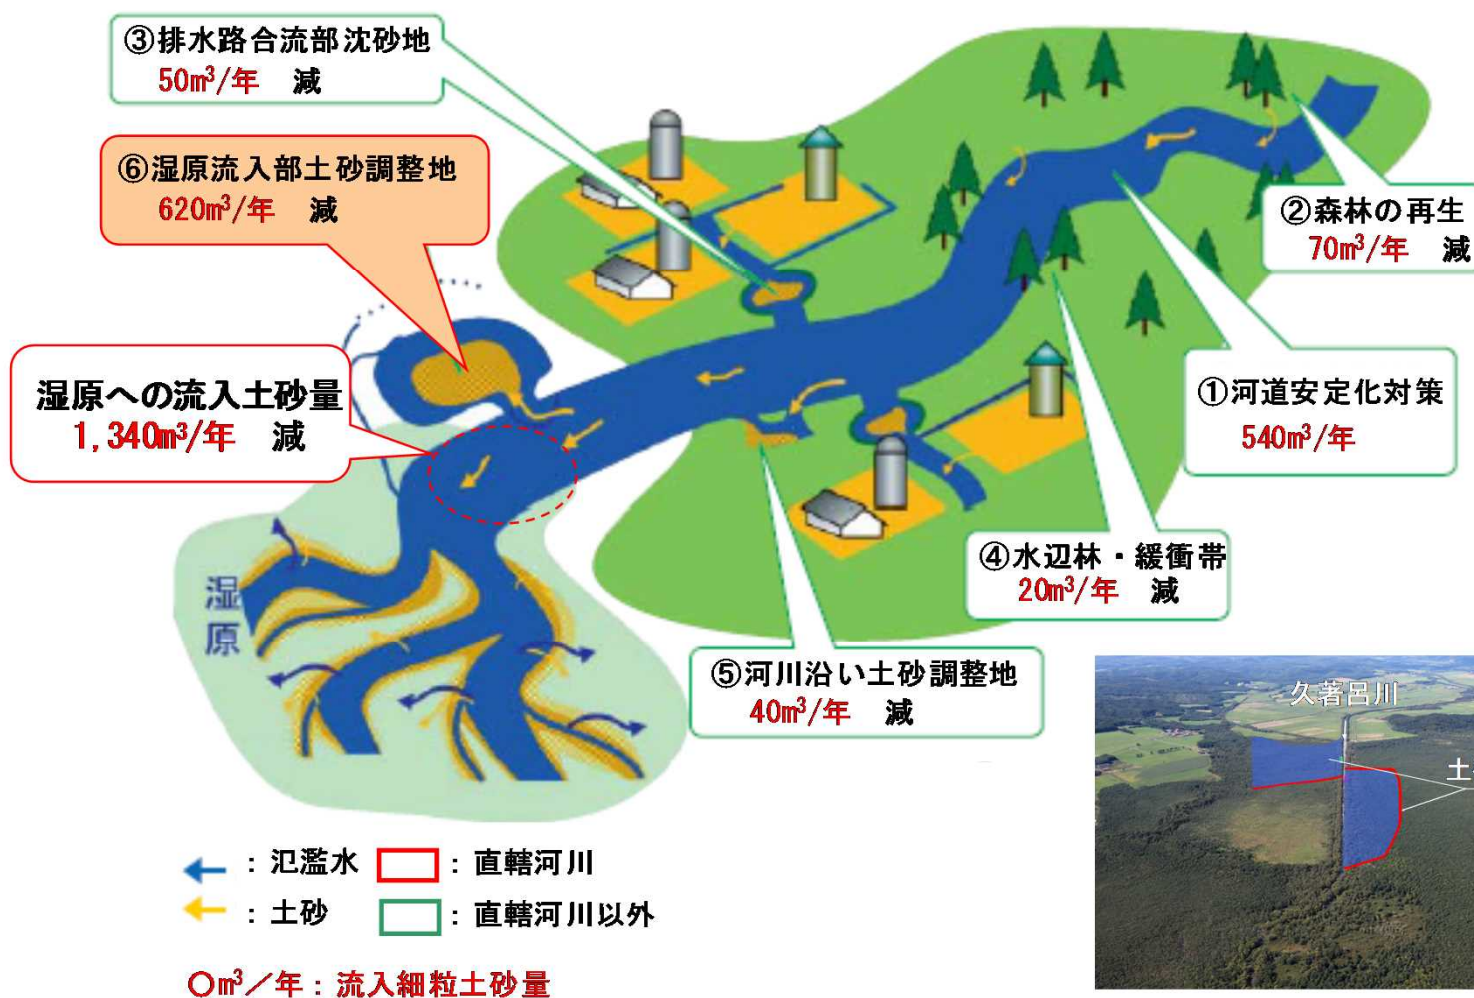 ③排水路合流部沈砂地
50m³/年 減
⑥湿原流入部土砂調整地
620m³/年 減
②森林の再生
70m³/年 減
湿原への流入土砂量
1,340m³/年 減
①河道安定化対策
540m³/年
④水辺林・緩衝帯
20m³/年 減
湿
原
⑤河川沿い土砂調整地
40m³/年 減
久著呂川
土
：氾濫水
：直轄河川
：土砂
：直轄河川以外
〇m³／年：流入細粒土砂量